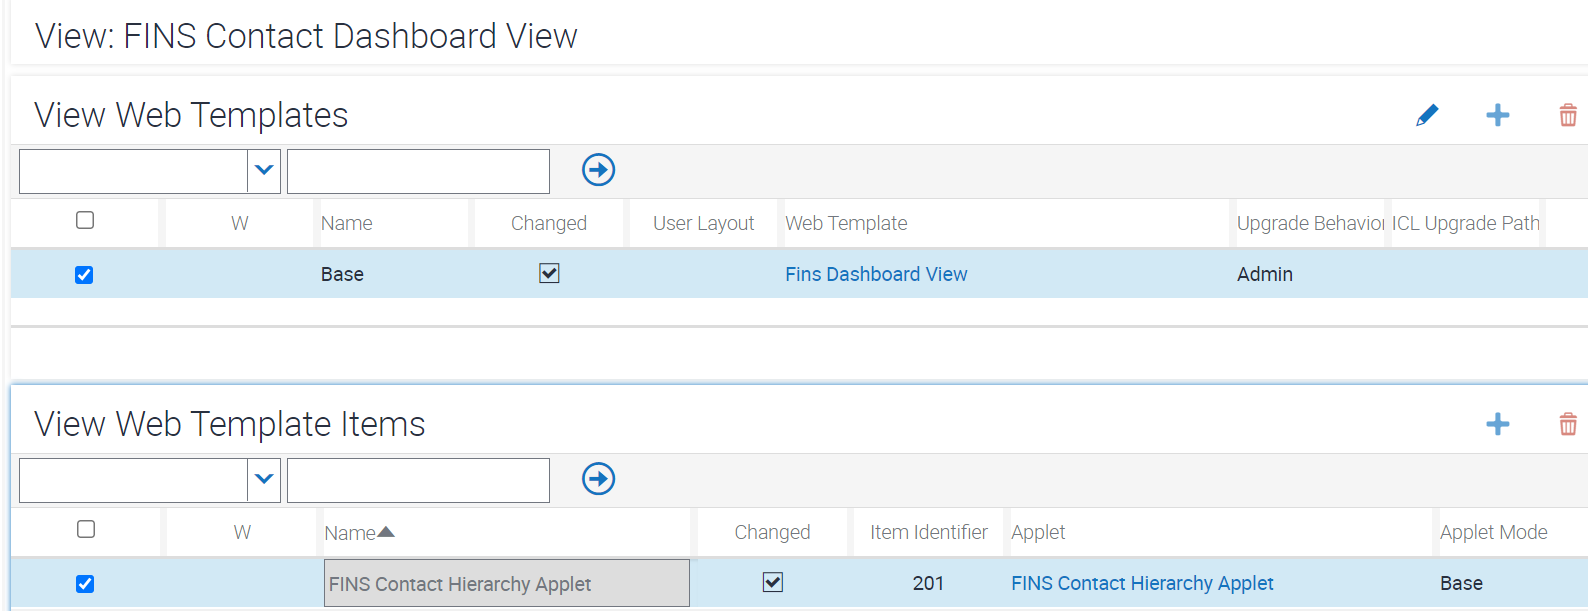 View: FINS Contact Dashboard View
View Web Templates
W Name Changed User Layout Web Template Upgrade Behavior ICL Upgrade Path
Base Fins Dashboard View Admin
View Web Template Items
W Name Changed Item Identifier Applet Applet Mode
FINS Contact Hierarchy Applet 201 FINS Contact Hierarchy Applet Base